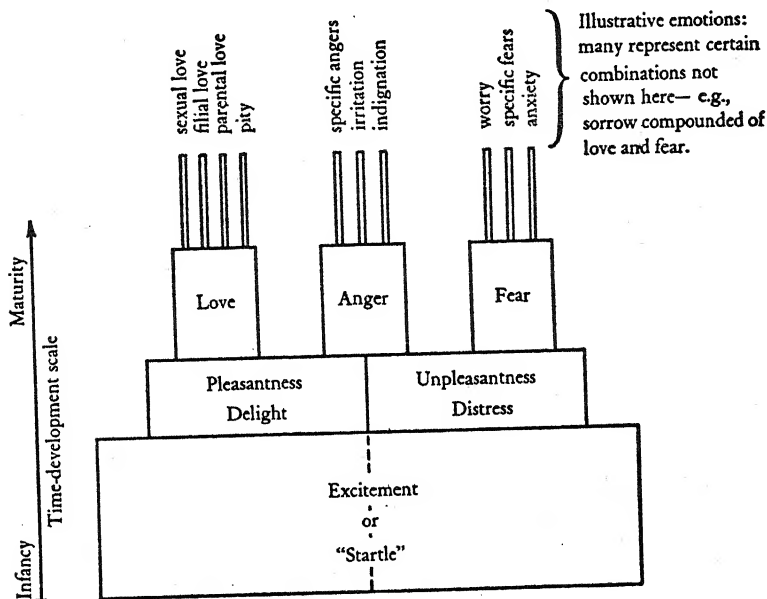 sexual love
filial love
parental love
pity
specific angers
irritation
indignation
worry
specific fears
anxiety
Illustrative emotions:
many represent certain
combinations not
shown here— e.g.,
sorrow compounded of
love and fear.
Love
Anger
Fear
Pleasantness
Delight
Unpleasantness
Distress
Excitement
or
“Startle”
Maturity
Time-development scale
Infancy